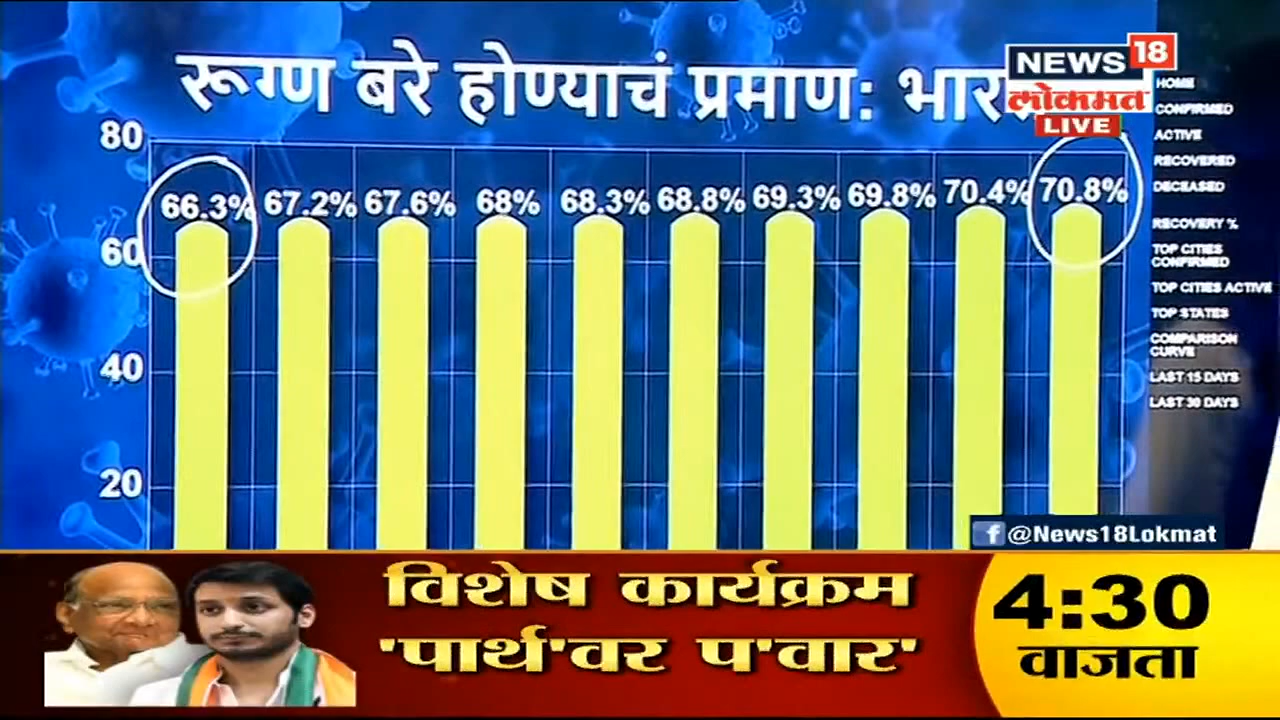 रूग्ण बरे होण्याचं प्रमाण:
NEWS 18
लोकमत
LIVE
HOME
CONFIRMED
ACTIVE
RECOVERED
DECEASED
RECOVERY %
TOP CITIES
CONFIRMED
TOP CITIES ACTIVE
TOP STATES
COMPARISON
CURVE
LAST 15 DAYS
LAST 30 DAYS
80
66.3% 67.2% 67.6% 68% 68.3% 68.8% 69.3% 69.8% 70.4% 70.8%
60
40
20
f @News18Lokmat
विशेष कार्यक्रम
'पार्थ'वर प'वार'
4:30
वाजता